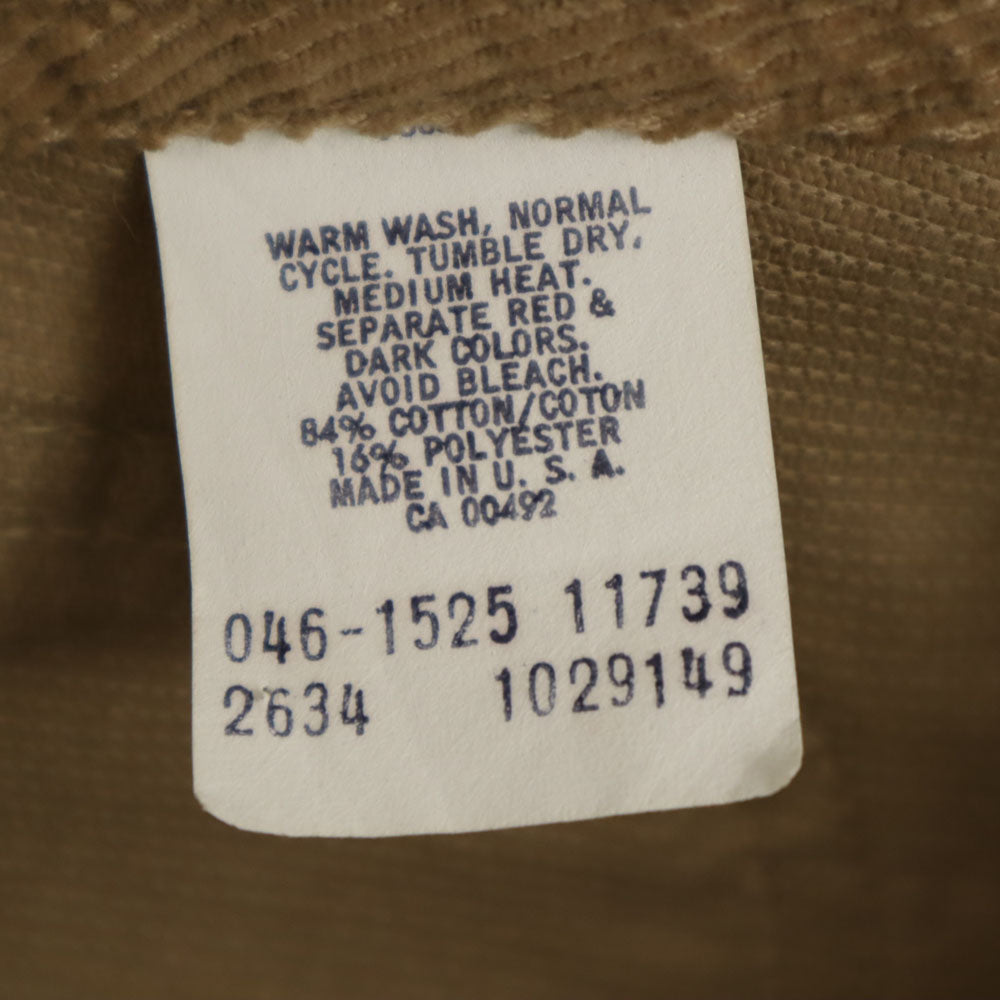 WARM WASH, NORMAL
CYCLE. TUMBLE DRY,
MEDIUM HEAT.
SEPARATE RED &
DARK COLORS.
AVOID BLEACH.
84% COTTON/COTON
16% POLYESTER
MADE IN U. S. A.
CA 00492
046-1525 11739
2634 1029149